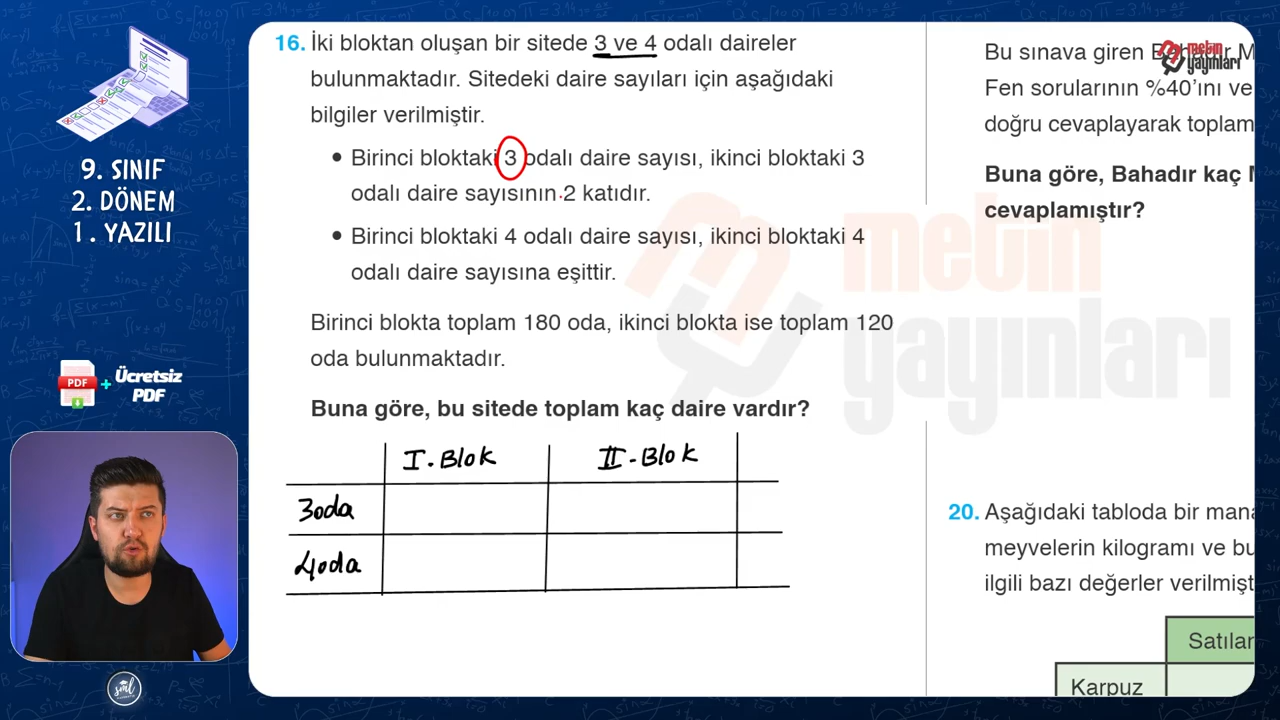 9. SINIF
2. DÖNEM
1. YAZILI
PDF
+ Ücretsiz
PDF
sml
16. İki bloktan oluşan bir sitede 3 ve 4 odalı daireler
bulunmaktadır. Sitedeki daire sayıları için aşağıdaki
bilgiler verilmiştir.
• Birinci bloktaki 3 odalı daire sayısı, ikinci bloktaki 3
odalı daire sayısının 2 katıdır.
• Birinci bloktaki 4 odalı daire sayısı, ikinci bloktaki 4
odalı daire sayısına eşittir.
Birinci blokta toplam 180 oda, ikinci blokta ise toplam 120
oda bulunmaktadır.
Buna göre, bu sitede toplam kaç daire vardır?
I. Blok II - Blok
3oda
4oda
metin
yayınları
metin
yayınları
Bu sınava giren Bahadır M
Fen sorularının %40'ını ve
doğru cevaplayarak toplam
Buna göre, Bahadır kaç
cevaplamıştır?
20. Aşağıdaki tabloda bir mana
meyvelerin kilogramı ve bu
ilgili bazı değerler verilmişt
Satılar
Karpuz